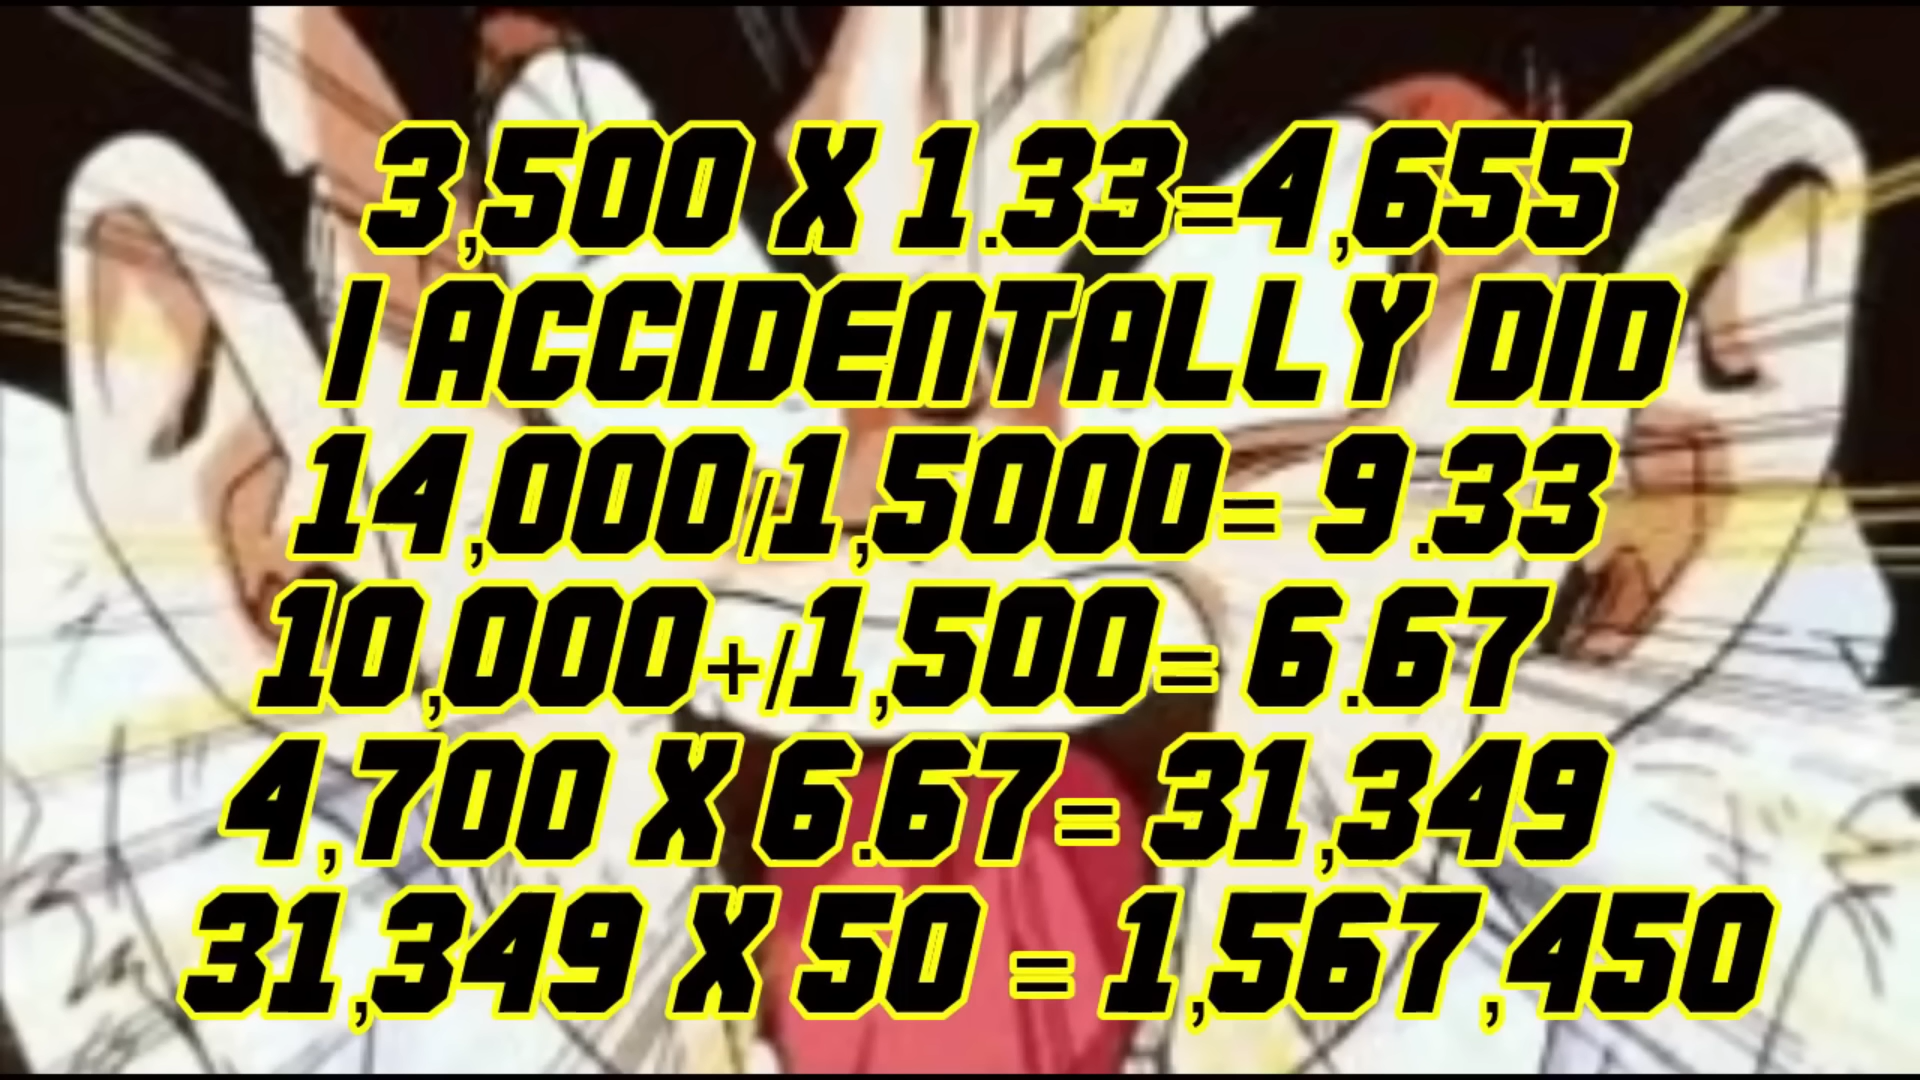 3,500 X 1.33=4,655
I ACCIDENTALLY DID
14,000/1,5000= 9.33
10,000+/1,500= 6.67
4,700 X 6.67= 31,349
31,349 X 50 = 1,567,450